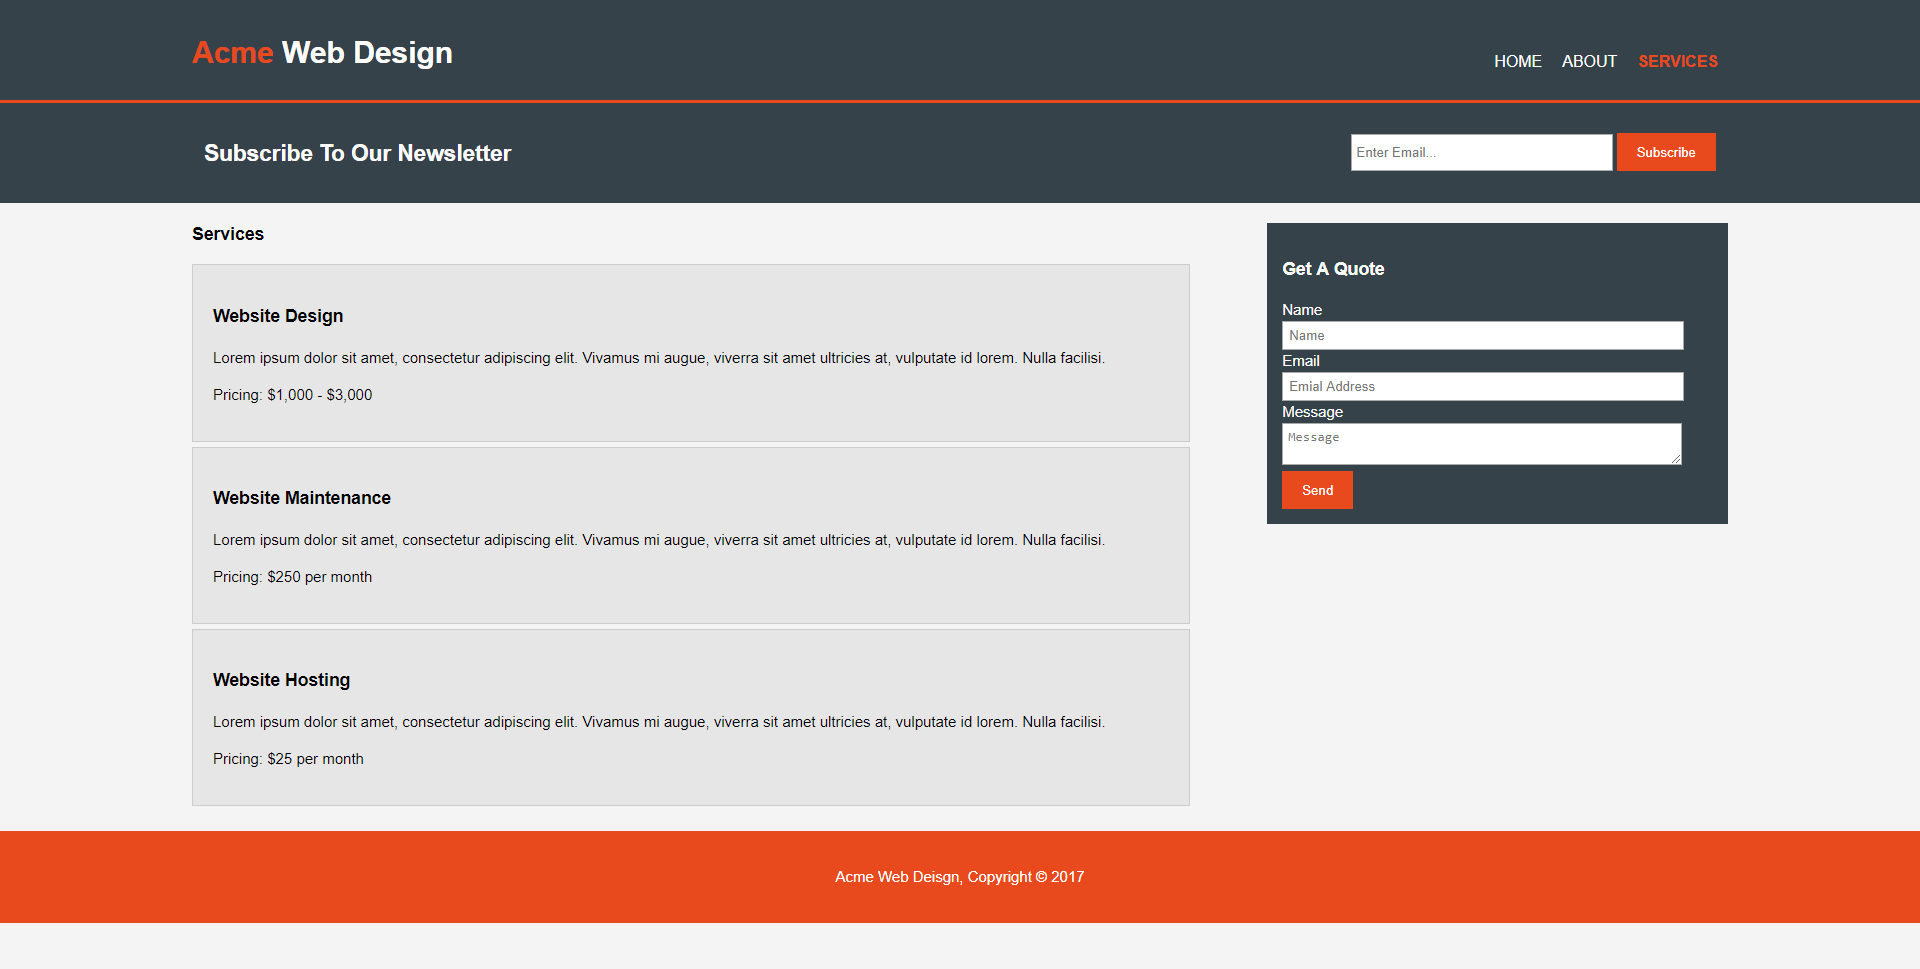 Acme Web Design
HOME ABOUT SERVICES
Subscribe To Our Newsletter
Enter Email...
Subscribe
Services
Website Design
Lorem ipsum dolor sit amet, consectetur adipiscing elit. Vivamus mi augue, viverra sit amet ultricies at, vulputate id lorem. Nulla facilisi.
Pricing: $1,000 - $3,000
Website Maintenance
Lorem ipsum dolor sit amet, consectetur adipiscing elit. Vivamus mi augue, viverra sit amet ultricies at, vulputate id lorem. Nulla facilisi.
Pricing: $250 per month
Website Hosting
Lorem ipsum dolor sit amet, consectetur adipiscing elit. Vivamus mi augue, viverra sit amet ultricies at, vulputate id lorem. Nulla facilisi.
Pricing: $25 per month
Get A Quote
Name
Name
Email
Emial Address
Message
Message
Send
Acme Web Deisgn, Copyright © 2017